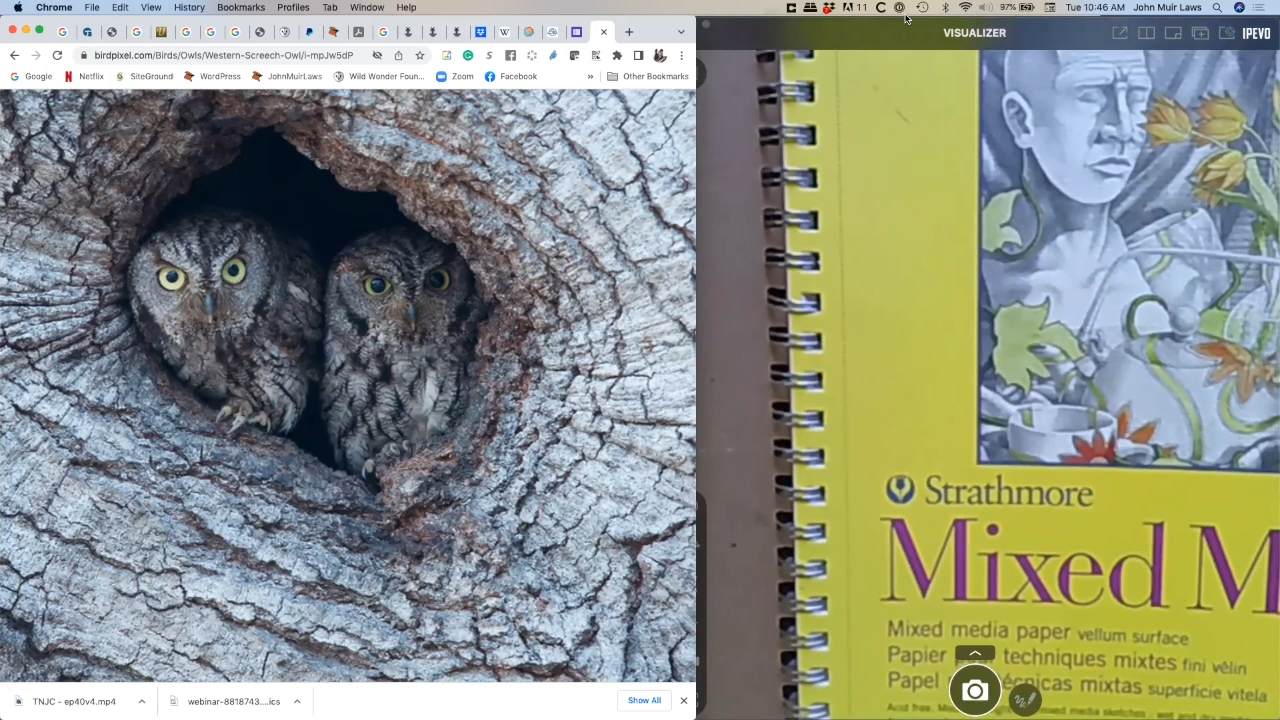 Chrome File Edit View History Bookmarks Profiles Tab Window Help
11 97% Tue 10:46 AM John Muir Laws
birdpixel.com/Birds/Owls/Western-Screech-Owl/i-mpJw5dP
Google Netflix SiteGround WordPress JohnMuirLaws Wild Wonder Foun... Zoom Facebook » Other Bookmarks
TNJC - ep40v4.mp4 webinar-8818743....ics Show All
VISUALIZER IPEVO
Strathmore
Mixed M
Mixed media paper vellum surface
Papier techniques mixtes fini vélin
Papel técnicas mixtas superficie vitela